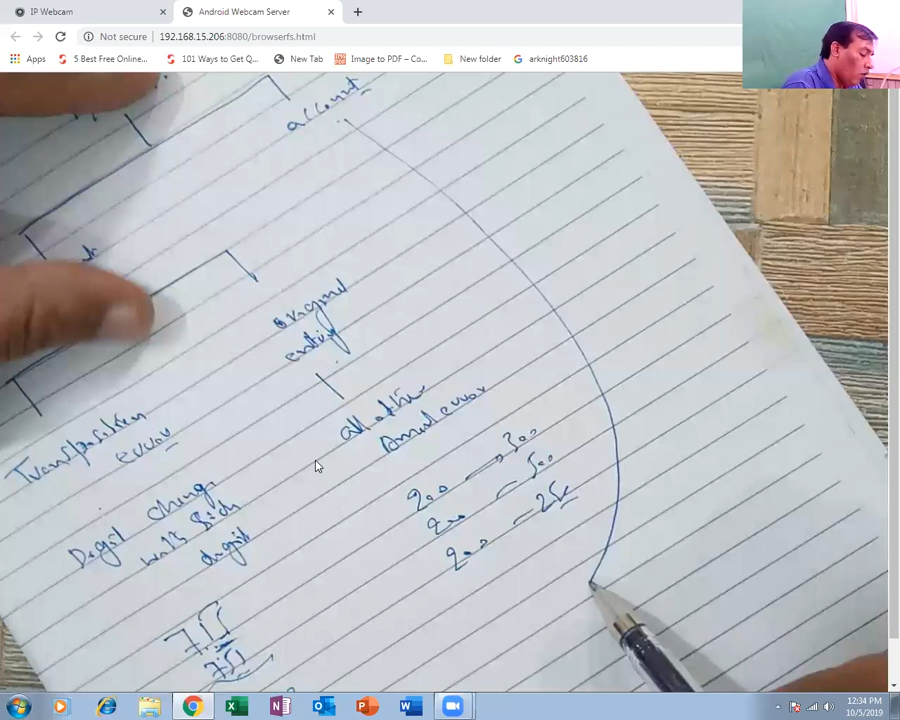 IP Webcam
Android Webcam Server
Not secure
192.168.15.206:8080/browserfs.html
Apps
5 Best Free Online...
101 Ways to Get Q...
New Tab
Image to PDF – Co...
New folder
arknight603816
account
original
entry
all other
Amount error
Transposition
error
200 → 300
200 - 500
200 - 25k
Digit change
with
digit
12:34 PM
10/5/2019